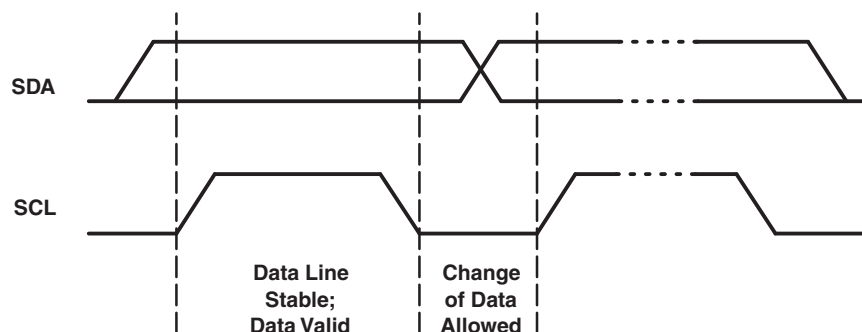 SDA
SCL
Data Line
Stable;
Data Valid
Change
of Data
Allowed